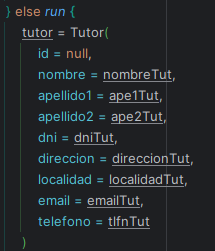 } else run {
tutor = Tutor(
id = null,
nombre = nombreTut,
apellido1 = ape1Tut,
apellido2 = ape2Tut,
dni = dniTut,
direccion = direccionTut,
localidad = localidadTut,
email = emailTut,
telefono = tlfnTut
)